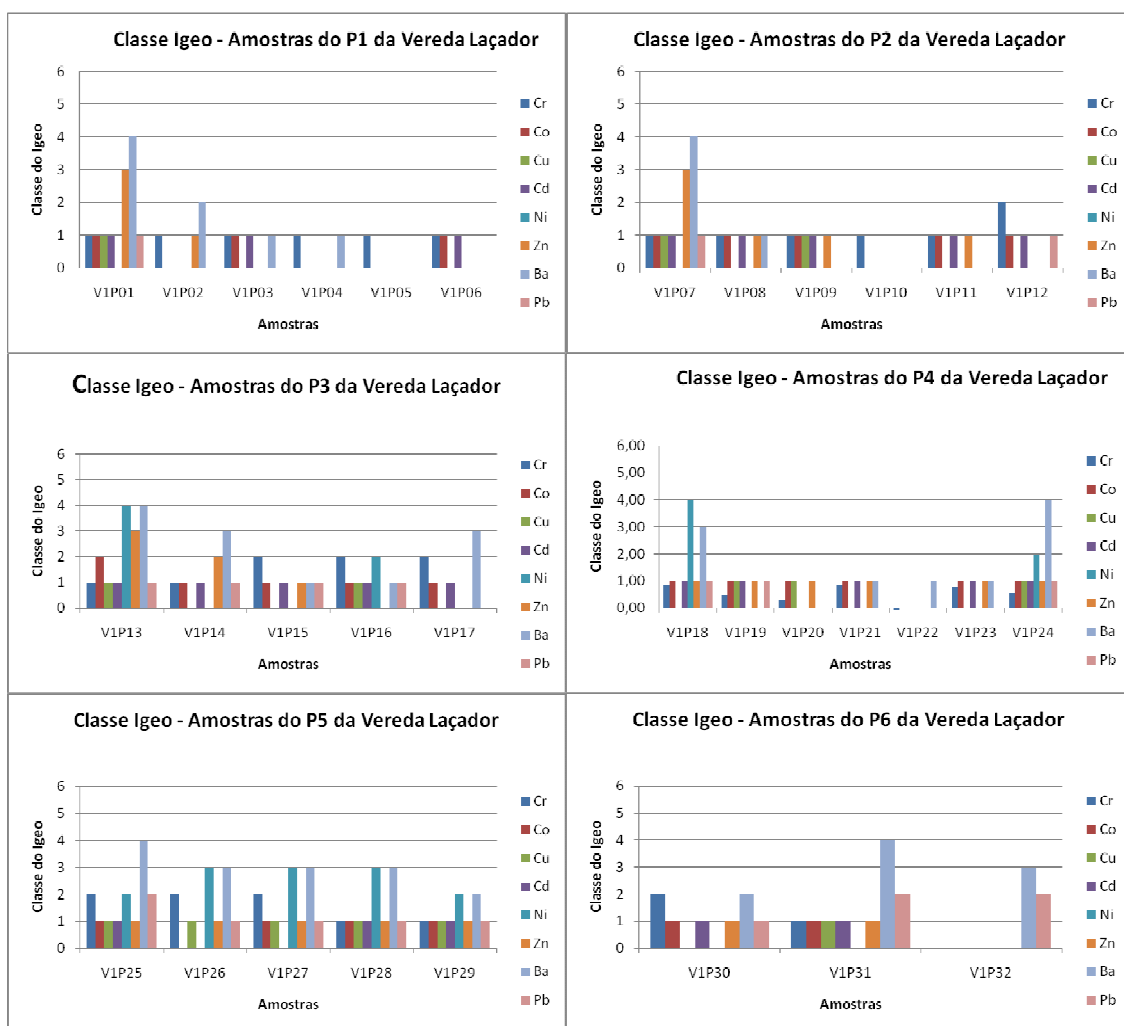 Classe Igeo - Amostras do P1 da Vereda Laçador
Classe do Igeo
6
5
4
3
2
1
0
V1P01 V1P02 V1P03 V1P04 V1P05 V1P06
Amostras
Cr
Co
Cu
Cd
Ni
Zn
Ba
Pb
Classe Igeo - Amostras do P2 da Vereda Laçador
Classe do Igeo
6
5
4
3
2
1
0
V1P07 V1P08 V1P09 V1P10 V1P11 V1P12
Amostras
Cr
Co
Cu
Cd
Ni
Zn
Ba
Pb
Classe Igeo - Amostras do P3 da Vereda Laçador
Classe do Igeo
6
5
4
3
2
1
0
V1P13 V1P14 V1P15 V1P16 V1P17
Amostras
Cr
Co
Cu
Cd
Ni
Zn
Ba
Pb
Classe Igeo - Amostras do P4 da Vereda Laçador
Classe do Igeo
6,00
5,00
4,00
3,00
2,00
1,00
0,00
V1P18 V1P19 V1P20 V1P21 V1P22 V1P23 V1P24
Amostras
Cr
Co
Cu
Cd
Ni
Zn
Ba
Pb
Classe Igeo - Amostras do P5 da Vereda Laçador
Classe do Igeo
6
5
4
3
2
1
0
V1P25 V1P26 V1P27 V1P28 V1P29
Amostras
Cr
Co
Cu
Cd
Ni
Zn
Ba
Pb
Classe Igeo - Amostras do P6 da Vereda Laçador
Classe do Igeo
6
5
4
3
2
1
0
V1P30 V1P31 V1P32
Amostras
Cr
Co
Cu
Cd
Ni
Zn
Ba
Pb